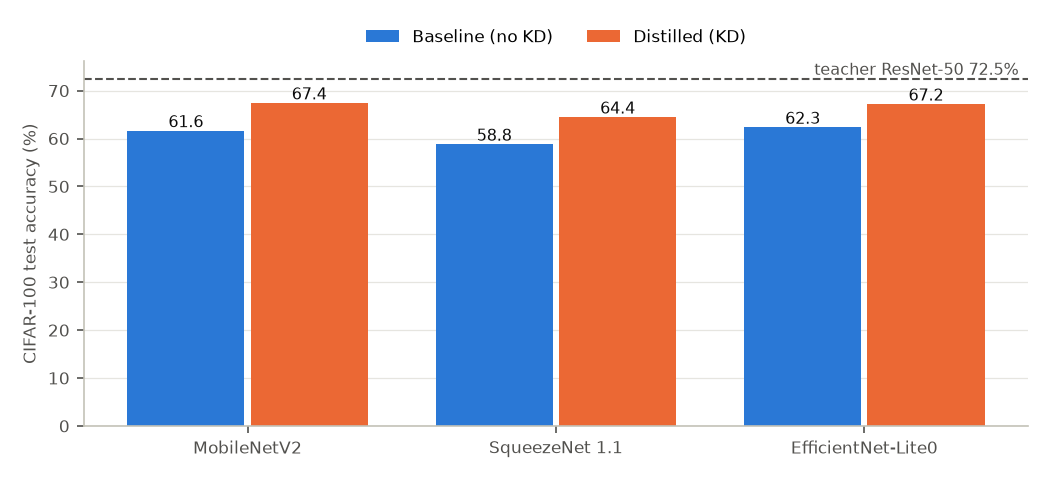 Baseline (no KD) Distilled (KD)
teacher ResNet-50 72.5%
CIFAR-100 test accuracy (%)
70
60
50
40
30
20
10
0
61.6 67.4 58.8 64.4 62.3 67.2
MobileNetV2 SqueezeNet 1.1 EfficientNet-Lite0